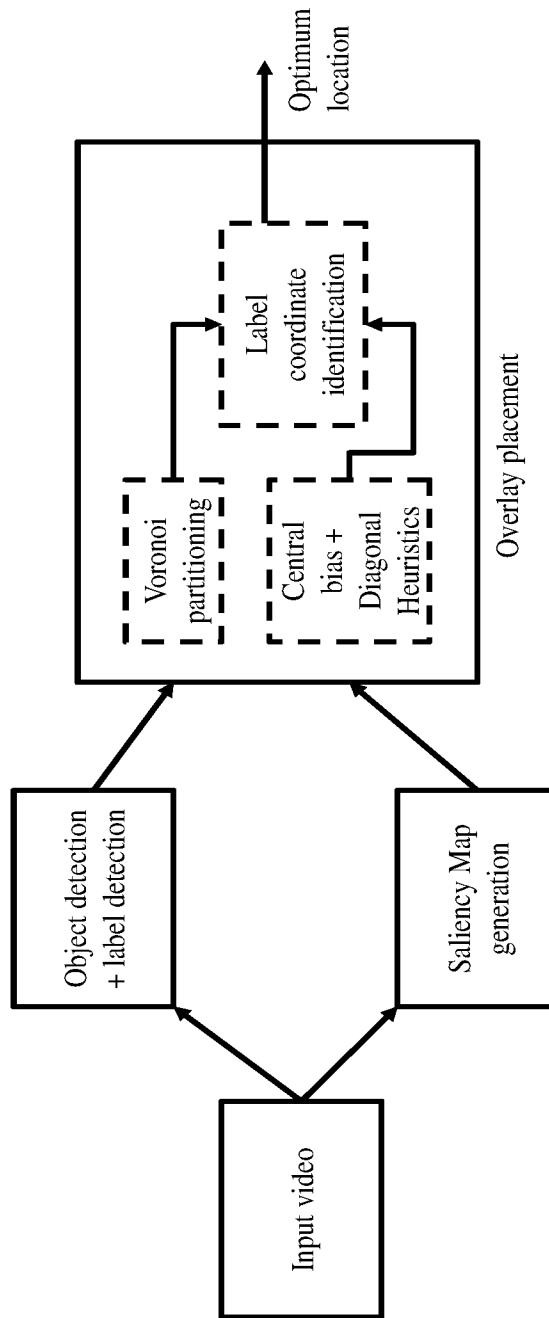 Input video
Object detection
+ label detection
Saliency Map
generation
Voronoi
partitioning
Central
bias +
Diagonal
Heuristics
Label
coordinate
identification
Overlay placement
Optimum
location